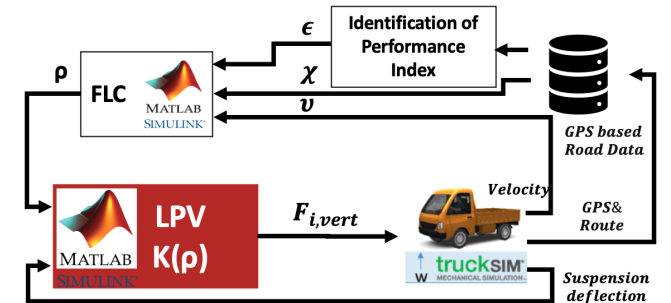 Identification of
Performance
Index
ϵ
χ
υ
ρ
FLC
MATLAB
SIMULINK®
GPS based
Road Data
Velocity
GPS&
Route
LPV
K(ρ)
MATLAB
SIMULINK®
F_{i,vert}
W
truckSIM®
MECHANICAL SIMULATION
Suspension
deflection